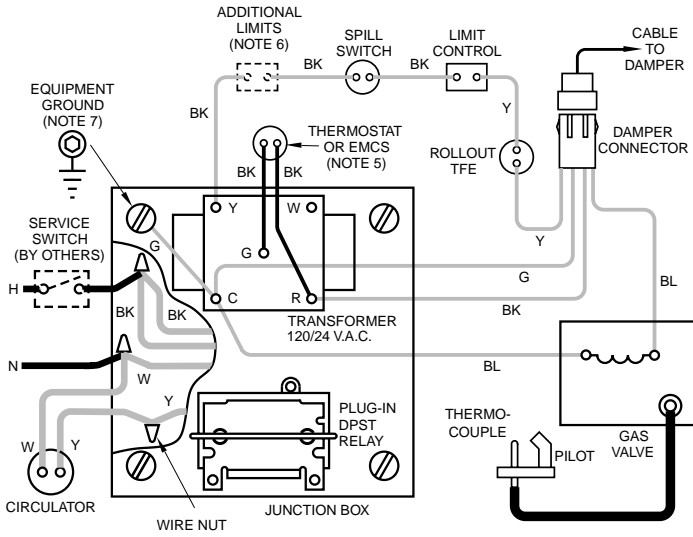 ADDITIONAL
LIMITS
(NOTE 6)
SPILL
SWITCH
LIMIT
CONTROL
CABLE
TO
DAMPER
BK
BK
BK
Y
EQUIPMENT
GROUND
(NOTE 7)
THERMOSTAT
OR EMCS
(NOTE 5)
DAMPER
CONNECTOR
ROLLOUT
TFE
BK
BK
SERVICE
SWITCH
(BY OTHERS)
Y
W
G
G
Y
G
BL
H
C
R
BK
BK
BK
TRANSFORMER
120/24 V.A.C.
N
BL
W
Y
PLUG-IN
DPST
RELAY
THERMO-
COUPLE
PILOT
GAS
VALVE
W
Y
CIRCULATOR
WIRE NUT
JUNCTION BOX